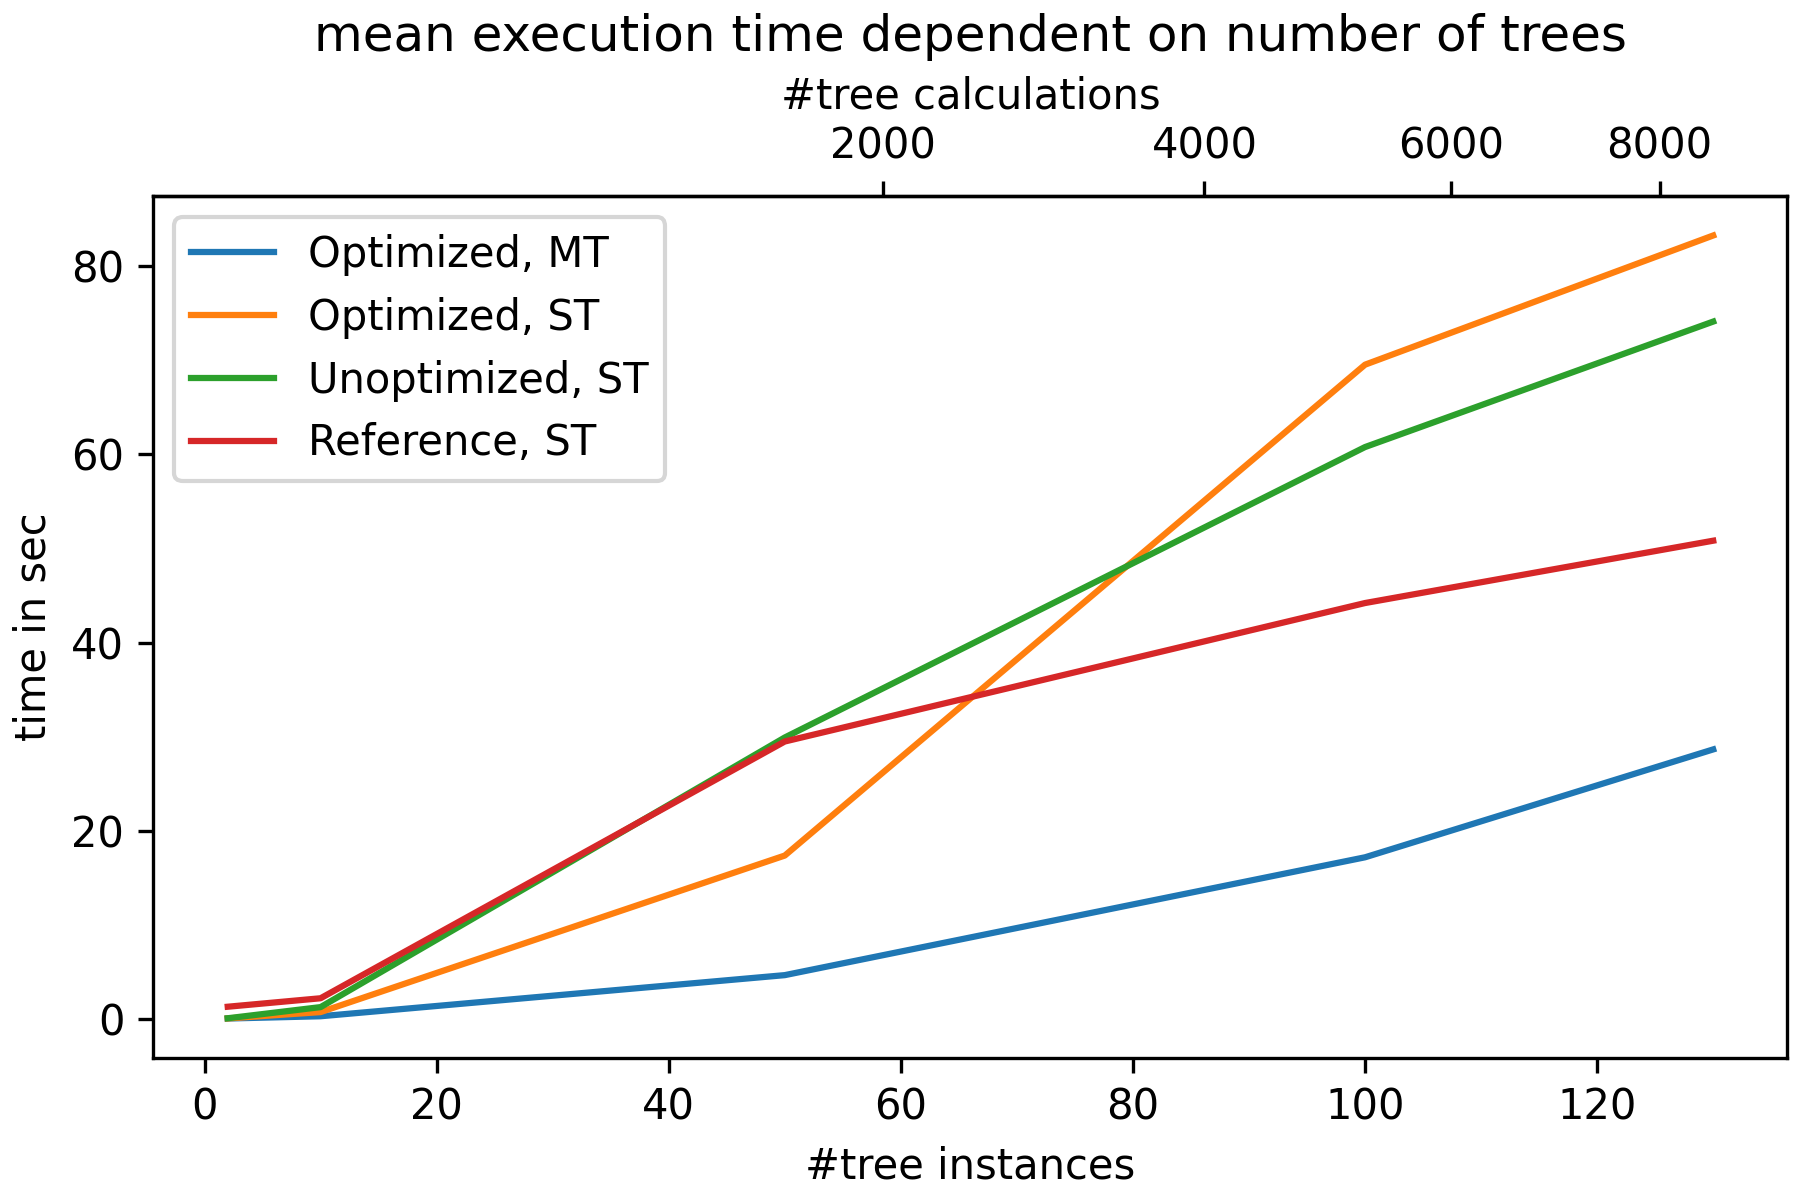 mean execution time dependent on number of trees
#tree calculations
2000 4000 6000 8000
Optimized, MT
Optimized, ST
Unoptimized, ST
Reference, ST
80
60
40
20
0
time in sec
0 20 40 60 80 100 120
#tree instances